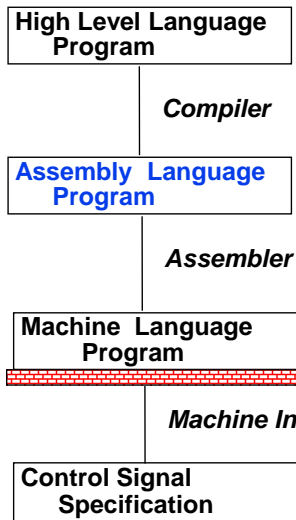 High Level Language
Program
Compiler
Assembly Language
Program
Assembler
Machine Language
Program
Machine In
Control Signal
Specification